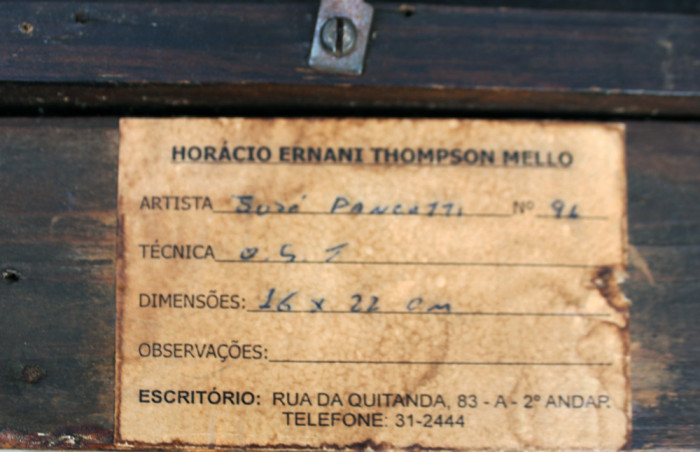 HORÁCIO ERNANI THOMPSON MELLO
ARTISTA José PANCETTI Nº 96
TÉCNICA O.S.T
DIMENSÕES: 16 x 22 cm
OBSERVAÇÕES:
ESCRITÓRIO: RUA DA QUITANDA, 83 - A - 2º ANDAR.
TELEFONE: 31-2444